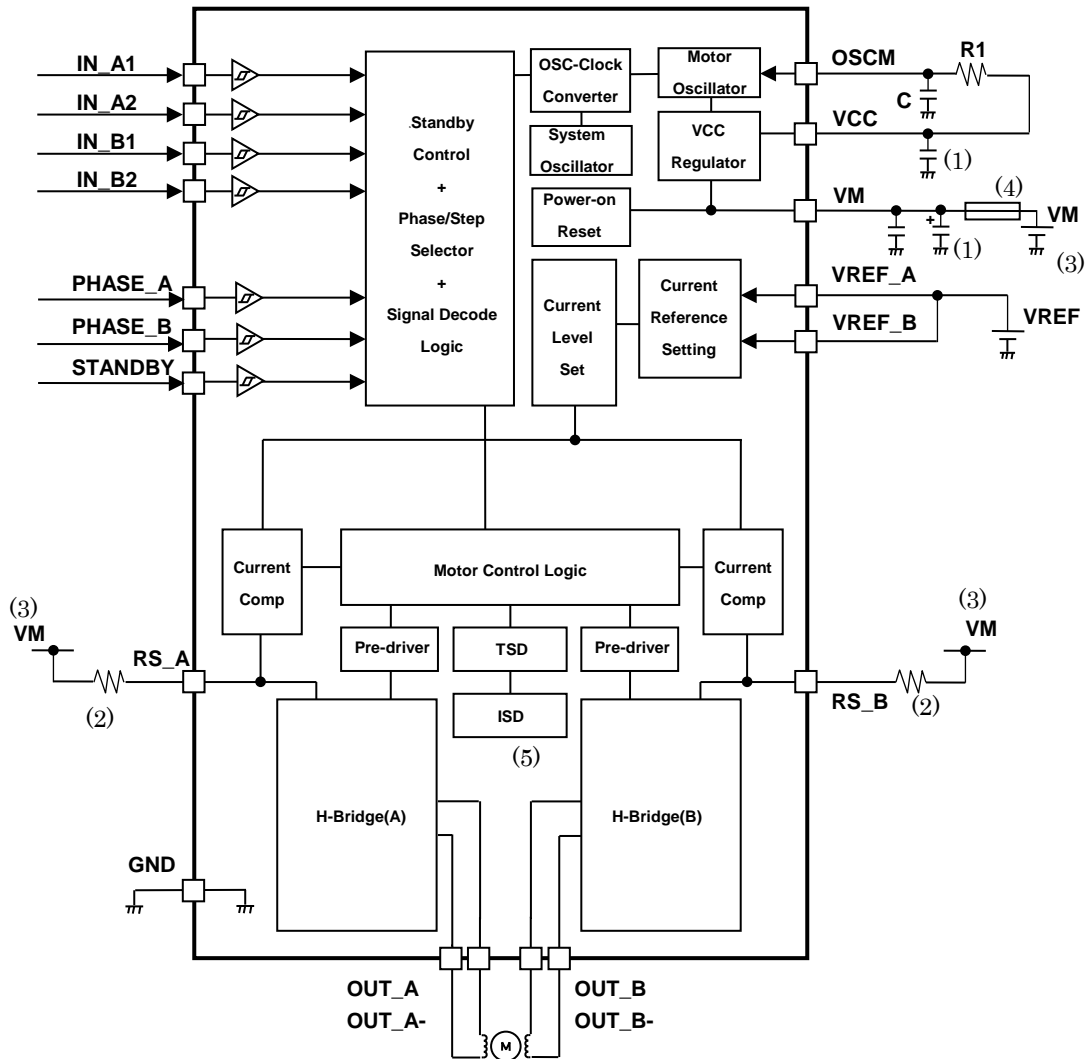 IN_A1
IN_A2
IN_B1
IN_B2
PHASE_A
PHASE_B
STANDBY
.Standby
Control
+
Phase/Step
Selector
+
Signal Decode
Logic
OSC-Clock
Converter
Motor
Oscillator
System
Oscillator
VCC
Regulator
Power-on
Reset
Current
Level
Set
Current
Reference
Setting
OSCM
R1
C
VCC
(1)
(4)
VM
+
(1)
VM
(3)
VREF_A
VREF_B
VREF
Current
Comp
Motor Control Logic
Current
Comp
(3)
VM
RS_A
(2)
Pre-driver
TSD
Pre-driver
ISD
(5)
(3)
VM
RS_B
(2)
H-Bridge(A)
H-Bridge(B)
GND
OUT_A
OUT_A-
OUT_B
OUT_B-
M